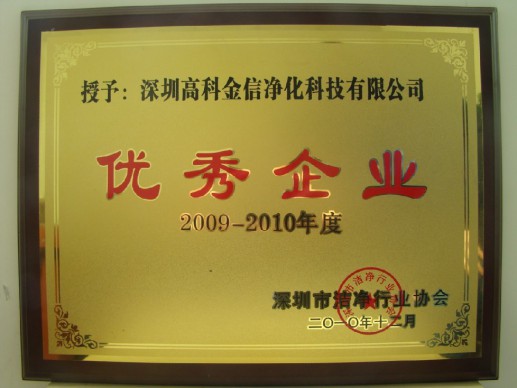 授予：深圳高科金信净化科技有限公司
优秀企业
2009-2010年度
深圳市洁净行业协会
二〇一〇年十二月